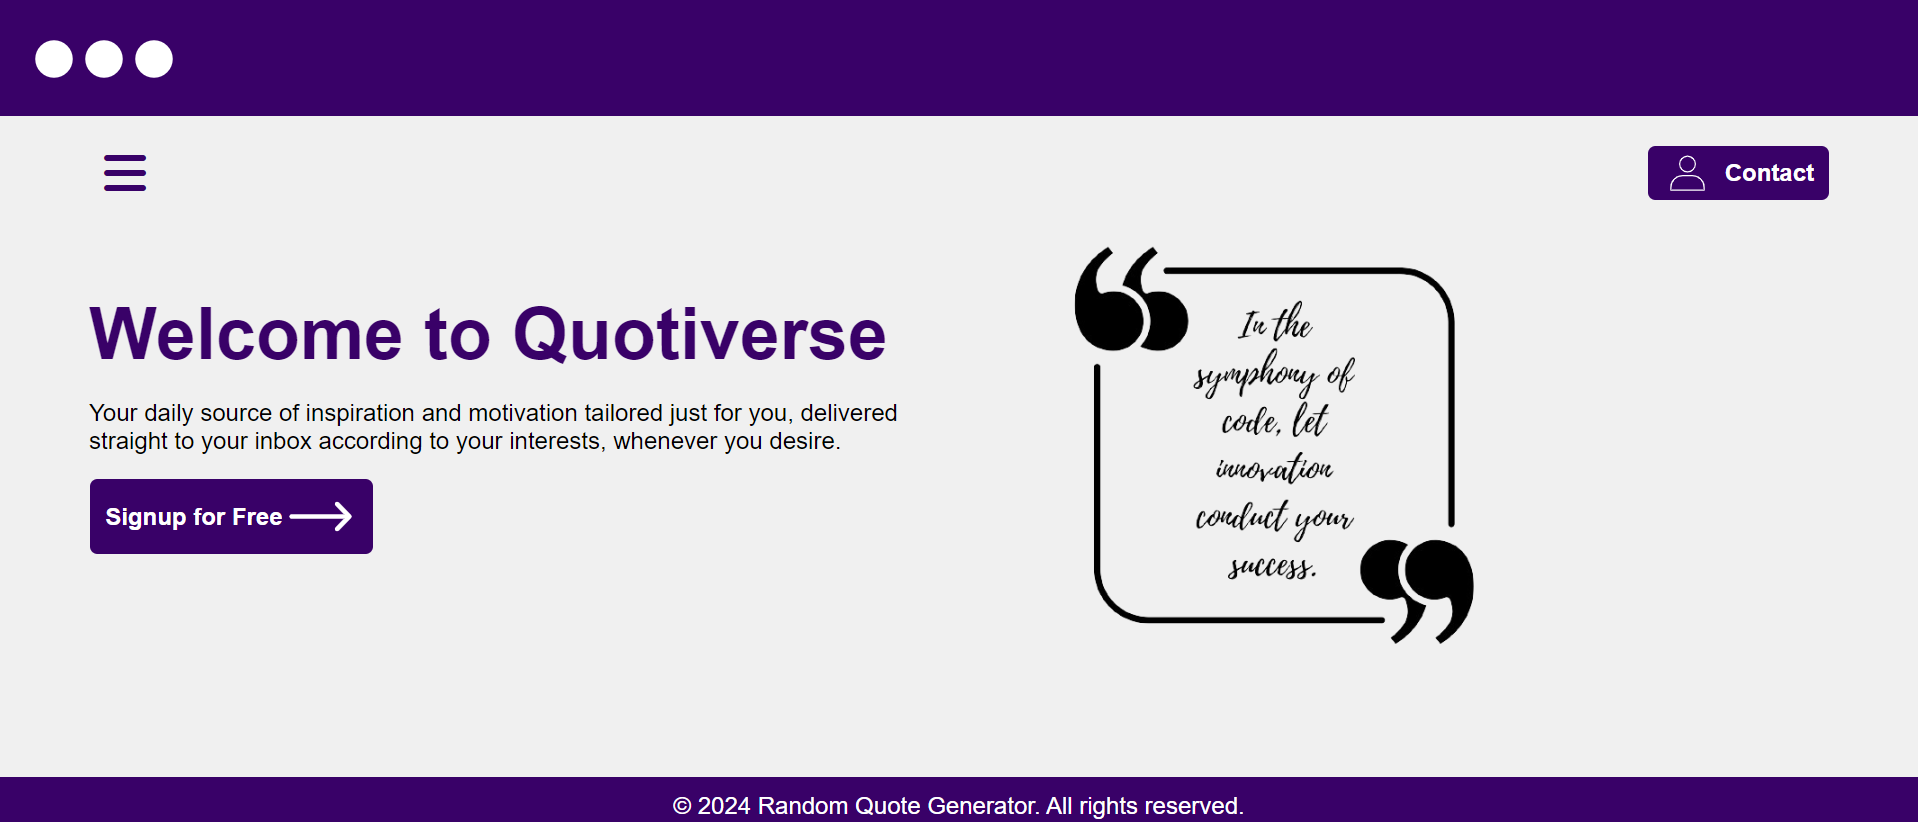 Contact
Welcome to Quotiverse
Your daily source of inspiration and motivation tailored just for you, delivered
straight to your inbox according to your interests, whenever you desire.
Signup for Free
In the
symphony of
code, let
innovation
conduct your
success.
© 2024 Random Quote Generator. All rights reserved.